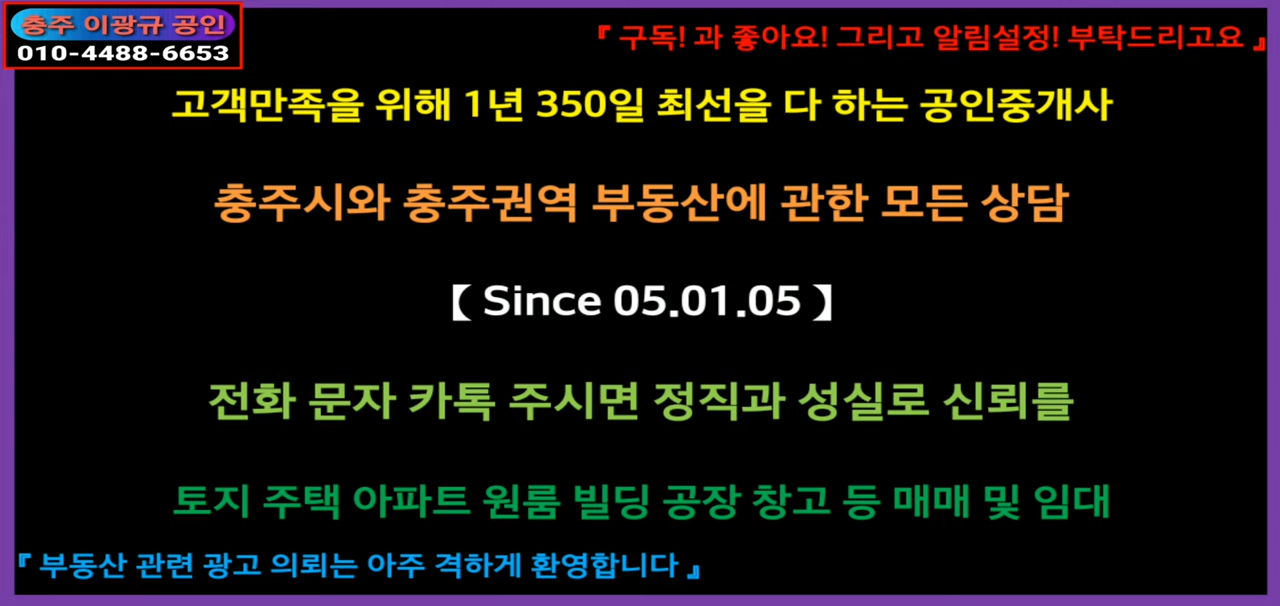 충주 이광규 공인
010-4488-6653
『 구독! 과 좋아요! 그리고 알림설정! 부탁드리고요 』
고객만족을 위해 1년 350일 최선을 다 하는 공인중개사
충주시와 충주권역 부동산에 관한 모든 상담
【 Since 05.01.05 】
전화 문자 카톡 주시면 정직과 성실로 신뢰를
토지 주택 아파트 원룸 빌딩 공장 창고 등 매매 및 임대
『 부동산 관련 광고 의뢰는 아주 격하게 환영합니다 』